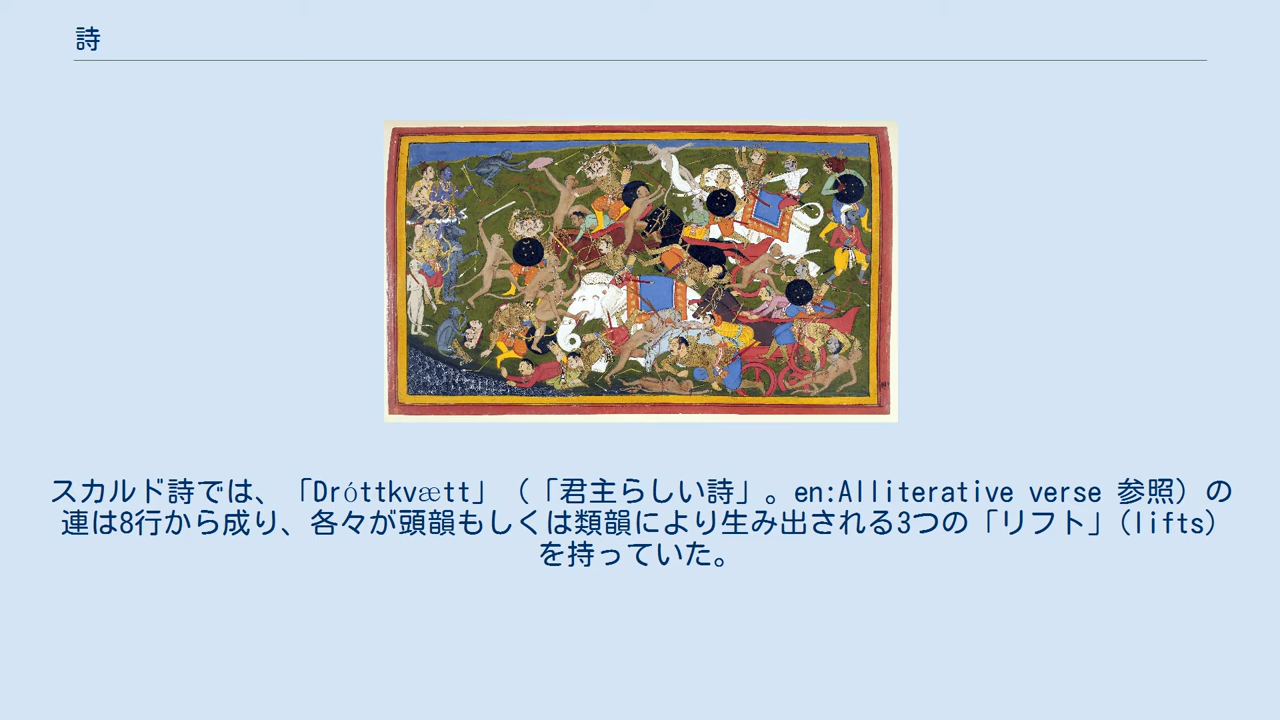 詩
スカルド詩では、「Dróttkvætt」（「君主らしい詩」。en:Alliterative verse 参照）の
連は8行から成り、各々が頭韻もしくは類韻により生み出される3つの「リフト」(lifts)
を持っていた。